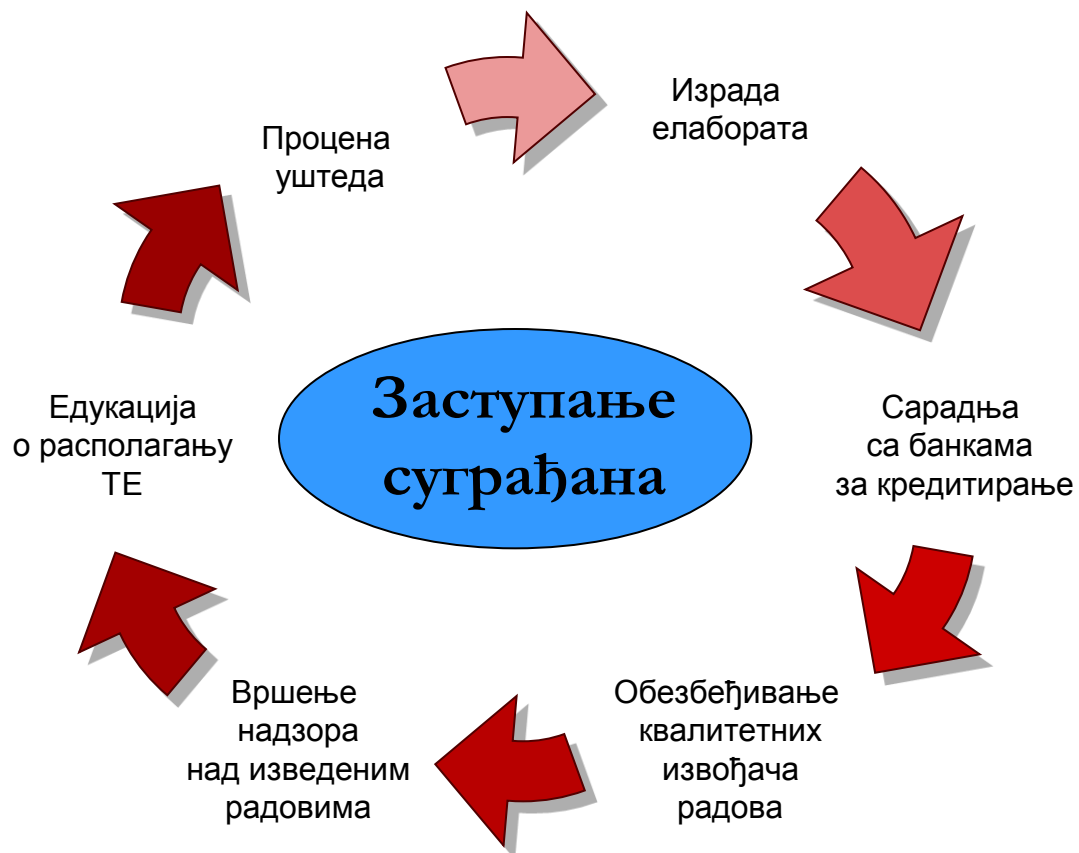 Процена
уштеда
Израда
елабората
Сарадња
са банкама
за кредитирање
Обезбеђивање
квалитетних
извођача
радова
Вршење
надзора
над изведеним
радовима
Едукација
о располагању
ТЕ
Заступање
суграђана